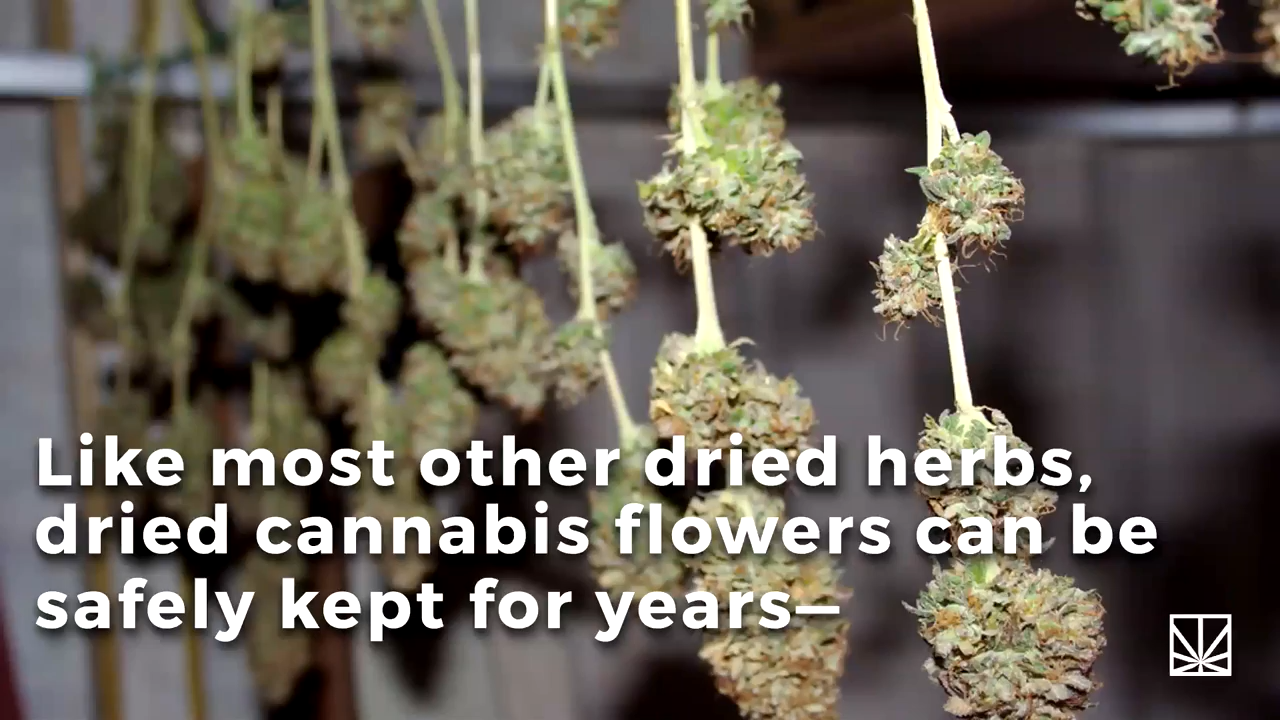 Like most other dried herbs,
dried cannabis flowers can be
safely kept for years—